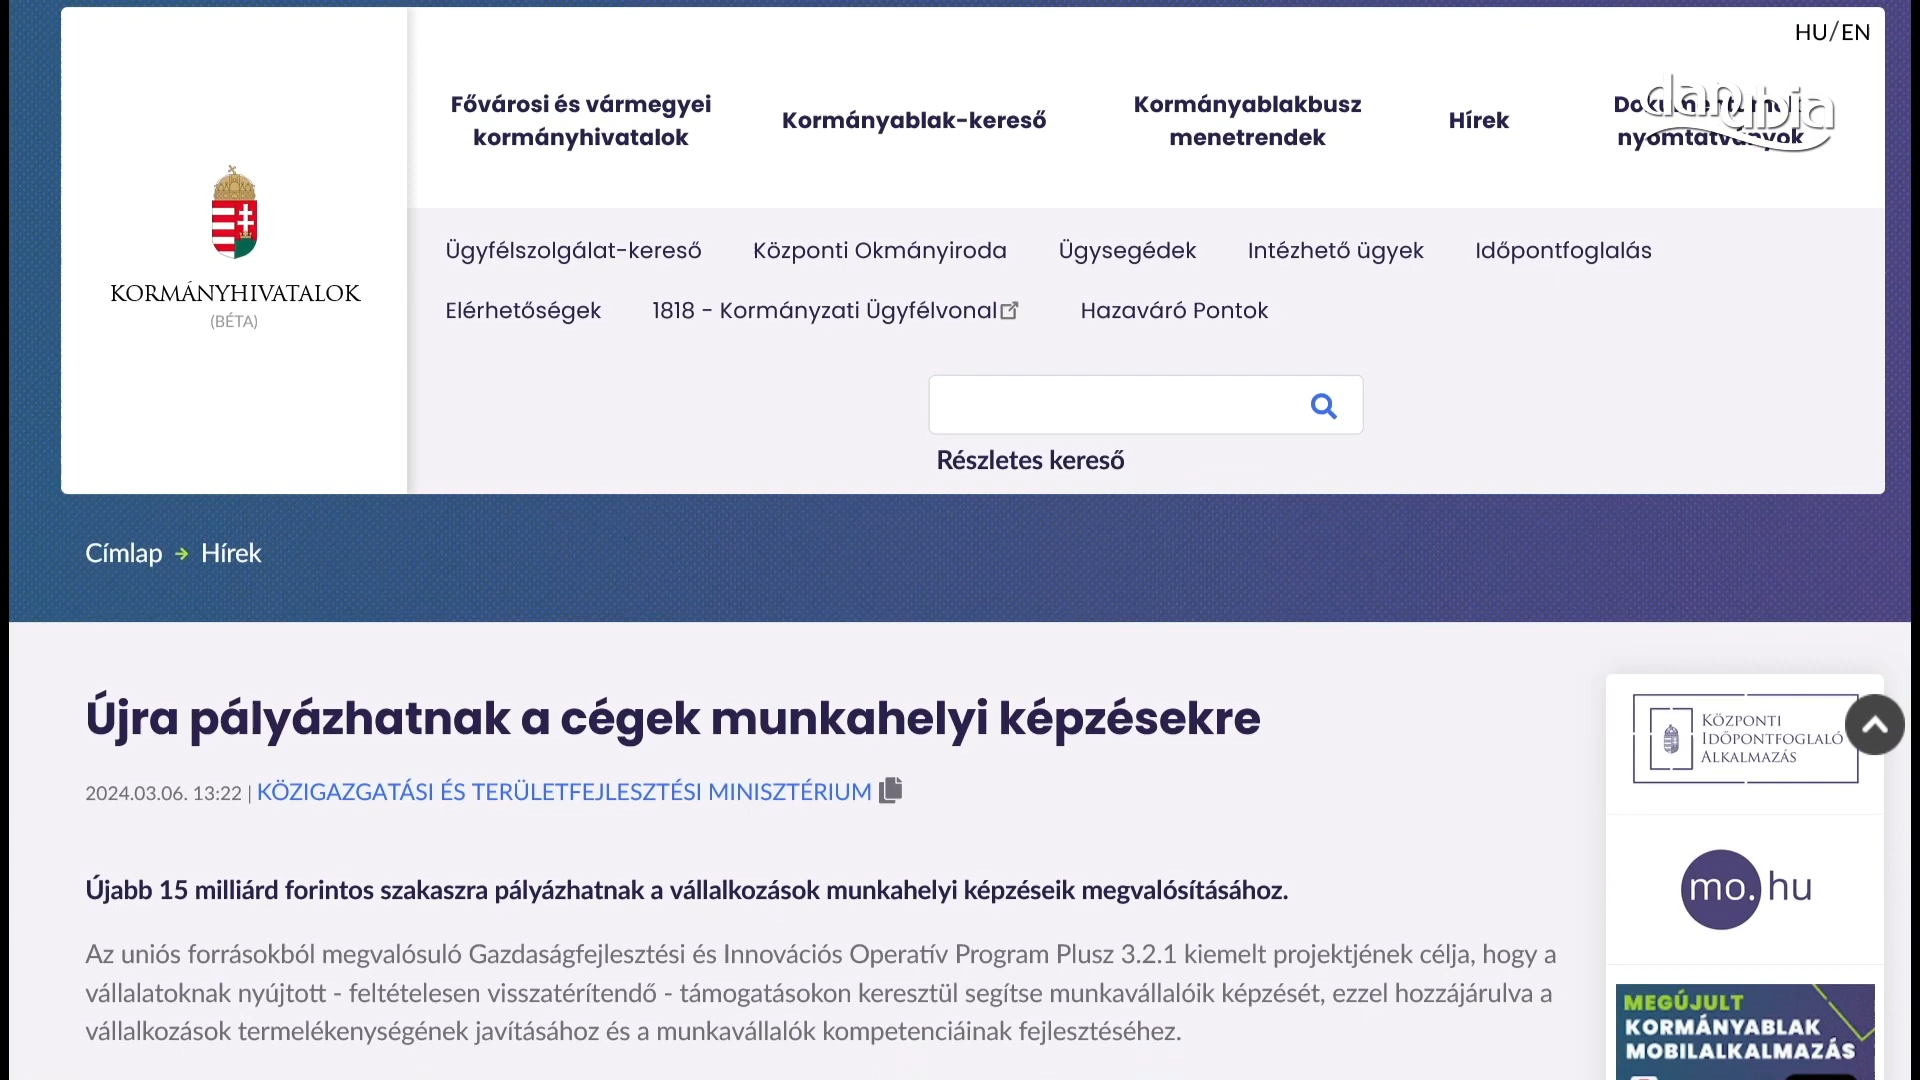 HU/EN
Fővárosi és vármegyei
kormányhivatalok
Kormányablak-kereső
Kormányablakbusz
menetrendek
Hírek
nyomtatványok
danubia
KORMÁNYHIVATALOK
(BÉTA)
Ügyfélszolgálat-kereső
Központi Okmányiroda
Ügysegédek
Intézhető ügyek
Időpontfoglalás
Elérhetőségek
1818 - Kormányzati Ügyfélvonal
Hazaváró Pontok
Részletes kereső
Címlap → Hírek
Újra pályázhatnak a cégek munkahelyi képzésekre
2024.03.06. 13:22 | KÖZIGAZGATÁSI ÉS TERÜLETFEJLESZTÉSI MINISZTÉRIUM
Újabb 15 milliárd forintos szakaszra pályázhatnak a vállalkozások munkahelyi képzéseik megvalósításához.
Az uniós forrásokból megvalósuló Gazdaságfejlesztési és Innovációs Operatív Program Plusz 3.2.1 kiemelt projektjének célja, hogy a
vállalatoknak nyújtott - feltételesen visszatérítendő - támogatásokon keresztül segítse munkavállalóik képzését, ezzel hozzájárulva a
vállalkozások termelékenységének javításához és a munkavállalók kompetenciáinak fejlesztéséhez.
KÖZPONTI
IDŐPONTFOGLALÓ
ALKALMAZÁS
mo.hu
MEGÚJULT
KORMÁNYABLAK
MOBILALKALMAZÁS